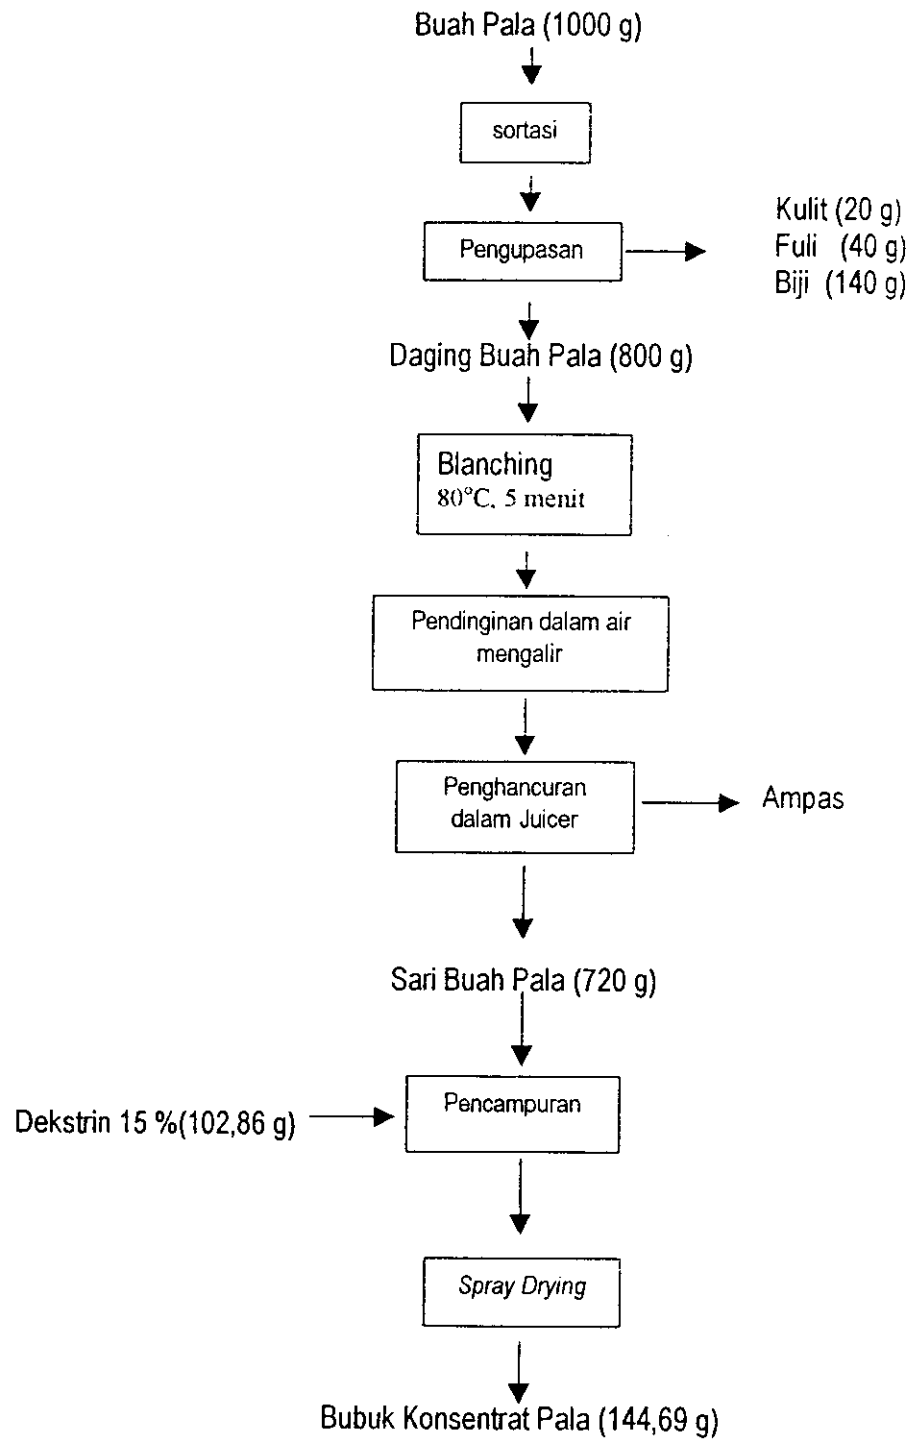 Buah Pala (1000 g)
sortasi
Pengupasan
Kulit (20 g)
Fuli (40 g)
Biji (140 g)
Daging Buah Pala (800 g)
Blanching
80°C, 5 menit
Pendinginan dalam air
mengalir
Penghancuran
dalam Juicer
Ampas
Sari Buah Pala (720 g)
Pencampuran
Dekstrin 15 %(102,86 g)
Spray Drying
Bubuk Konsentrat Pala (144,69 g)